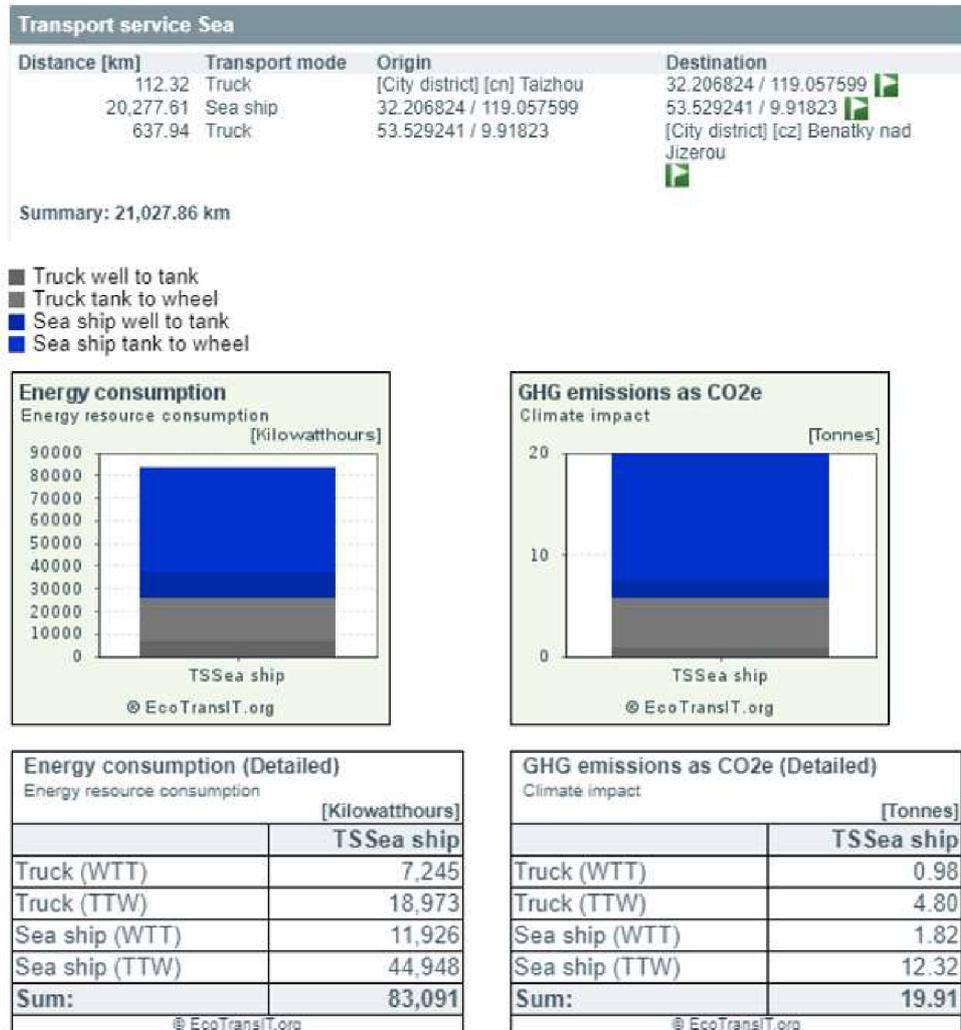 Transport service Sea
Distance [km] Transport mode Origin Destination
112.32 Truck [City district] [cn] Taizhou 32.206824 / 119.057599
20,277.61 Sea ship 32.206824 / 119.057599 53.529241 / 9.91823
637.94 Truck 53.529241 / 9.91823 [City district] [cz] Benatky nad
Jizerou
Summary: 21,027.86 km
Truck well to tank
Truck tank to wheel
Sea ship well to tank
Sea ship tank to wheel
Energy consumption
Energy resource consumption
[Kilowatthours]
90000
80000
70000
60000
50000
40000
30000
20000
10000
0
TSSea ship
© EcoTransIT.org
GHG emissions as CO2e
Climate impact
[Tonnes]
20
10
0
TSSea ship
© EcoTransIT.org
Energy consumption (Detailed)
Energy resource consumption
[Kilowatthours]
TSSea ship
Truck (WTT) 7,245
Truck (TTW) 18,973
Sea ship (WTT) 11,926
Sea ship (TTW) 44,948
Sum: 83,091
© EcoTransIT.org
GHG emissions as CO2e (Detailed)
Climate impact
[Tonnes]
TSSea ship
Truck (WTT) 0.98
Truck (TTW) 4.80
Sea ship (WTT) 1.82
Sea ship (TTW) 12.32
Sum: 19.91
© EcoTransIT.org